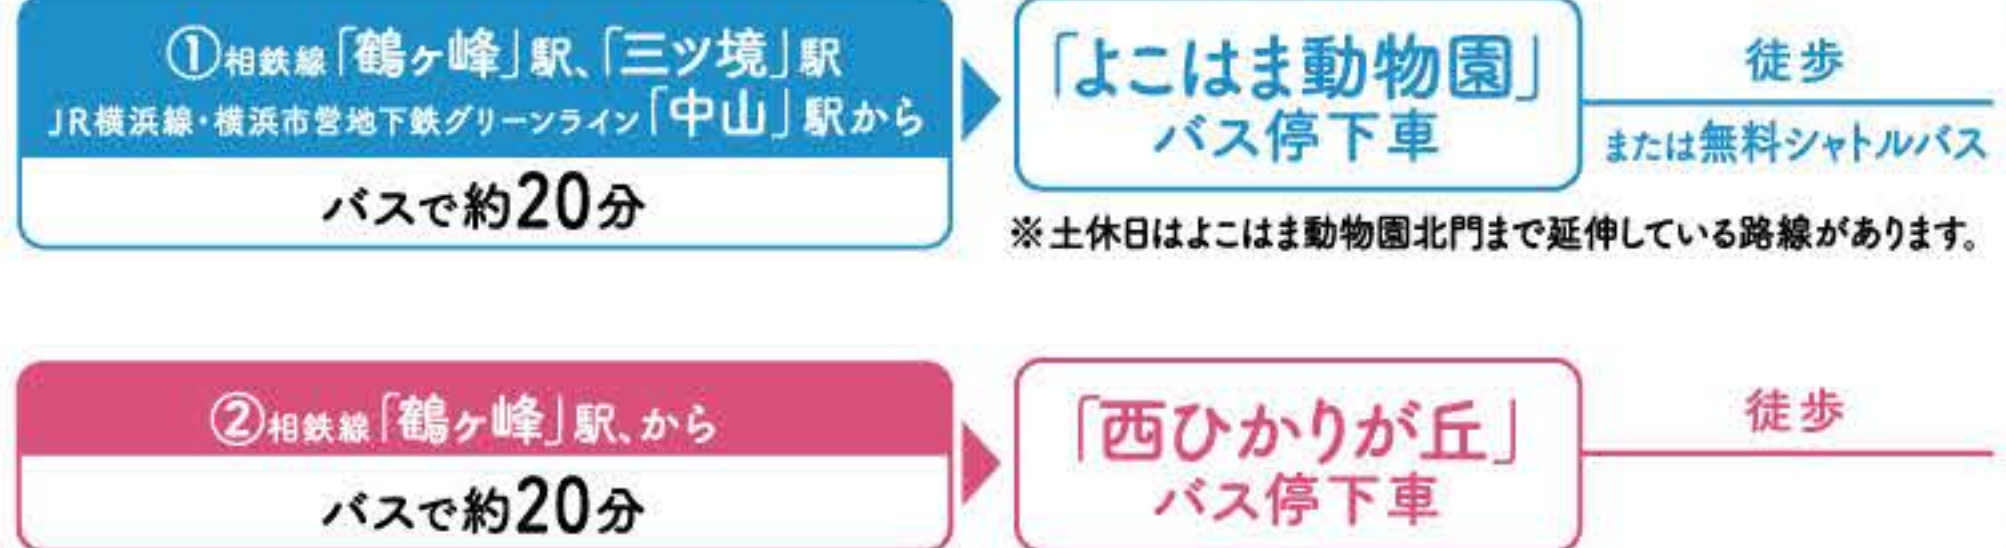 ①相鉄線「鶴ヶ峰」駅、「三ツ境」駅
JR横浜線・横浜市営地下鉄グリーンライン「中山」駅から
バスで約20分
「よこはま動物園」
バス停下車
徒歩
または無料シャトルバス
※土休日はよこはま動物園北門まで延伸している路線があります。
②相鉄線「鶴ヶ峰」駅、から
バスで約20分
「西ひかりが丘」
バス停下車
徒歩